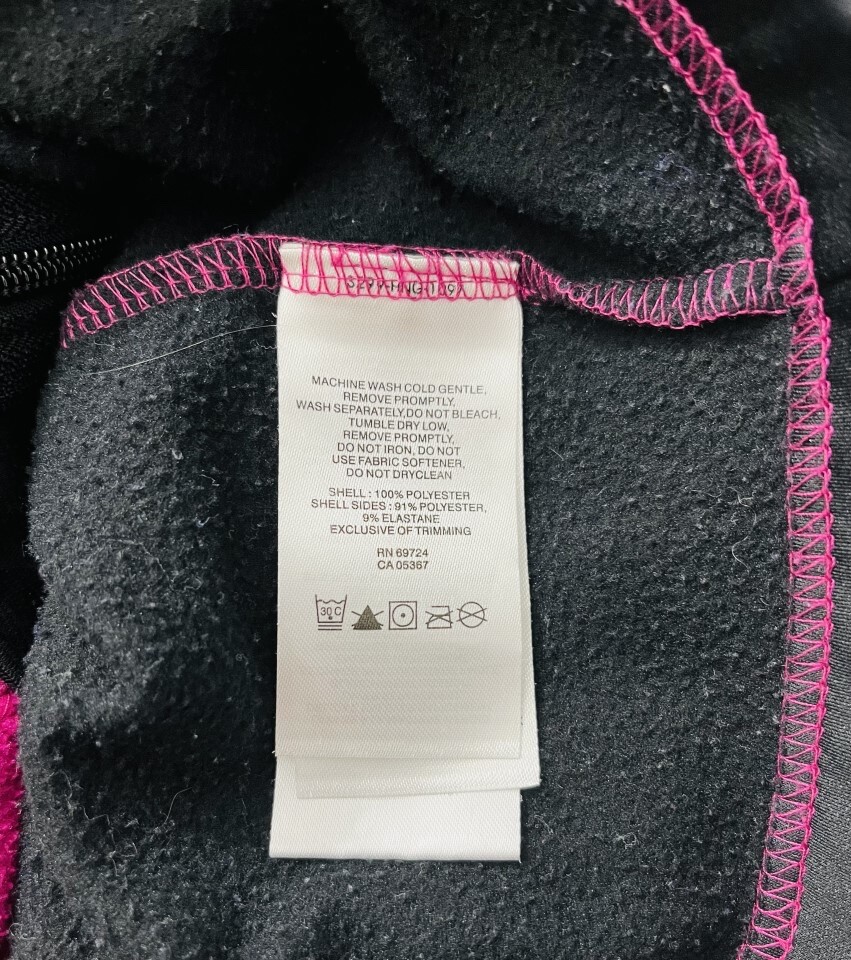 MACHINE WASH COLD GENTLE,
REMOVE PROMPTLY,
WASH SEPARATELY,DO NOT BLEACH,
TUMBLE DRY LOW,
REMOVE PROMPTLY,
DO NOT IRON, DO NOT
USE FABRIC SOFTENER,
DO NOT DRYCLEAN
SHELL : 100% POLYESTER
SHELL SIDES : 91% POLYESTER,
9% ELASTANE
EXCLUSIVE OF TRIMMING
RN 69724
CA 05367
30 C